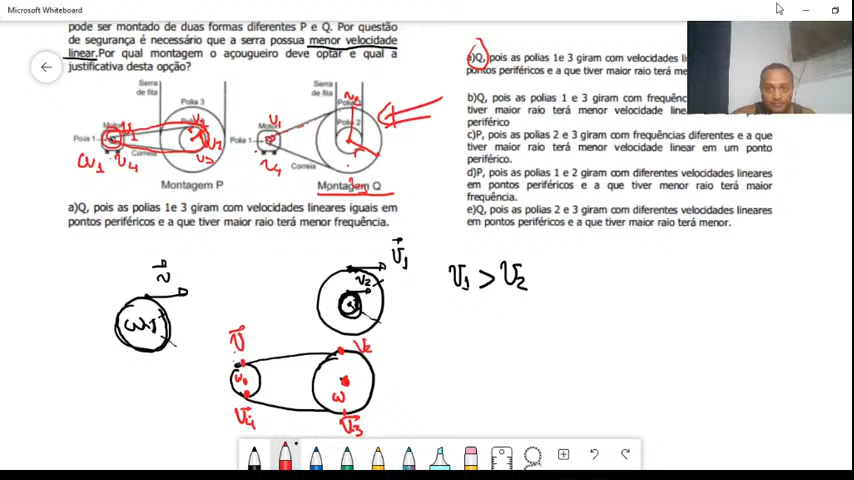 Microsoft Whiteboard
pode ser montado de duas formas diferentes P e Q. Por questão
de segurança é necessário que a serra possua menor velocidade
linear.Por qual montagem o açougueiro deve optar e qual a
justificativa desta opção?
Serra
de fita
Polia 3
Motor
Polia 1
Correia
Montagem P
Serra
de fita
Polia 2
Motor
Polia 1
Correia
Montagem Q
a)Q, pois as polias 1e 3 giram com velocidades lineares iguais em
pontos periféricos e a que tiver maior raio terá menor frequência.
a)Q, pois as polias 1e 3 giram com velocidades
pontos periféricos e a que tiver maior raio terá
b)Q, pois as polias 1 e 3 giram com
tiver maior raio terá menor velocidade
periférico
c)P, pois as polias 2 e 3 giram com frequências diferentes e a que
tiver maior raio terá menor velocidade linear em um ponto
periférico.
d)P, pois as polias 1 e 2 giram com diferentes velocidades lineares
em pontos periféricos e a que tiver menor raio terá maior
frequência.
e)Q, pois as polias 2 e 3 giram com diferentes velocidades lineares
em pontos periféricos e a que tiver maior raio terá menor.
V1
V2
V1 > V2
V
V2
ω
V4
V3